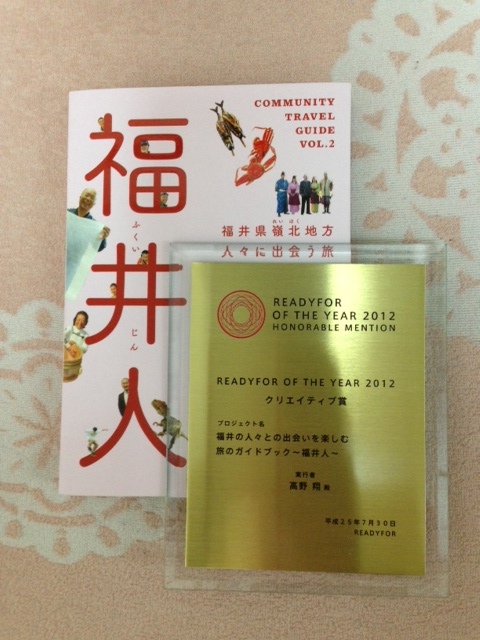 COMMUNITY
TRAVEL
GUIDE
VOL.2
福井人
ふくい じん
れい ほく
福井県嶺北地方
人々に出会う旅
READYFOR
OF THE YEAR 2012
HONORABLE MENTION
READYFOR OF THE YEAR 2012
クリエイティブ賞
プロジェクト名
福井の人々との出会いを楽しむ
旅のガイドブック〜福井人〜
実行者
高野 翔 殿
平成25年7月30日
READYFOR